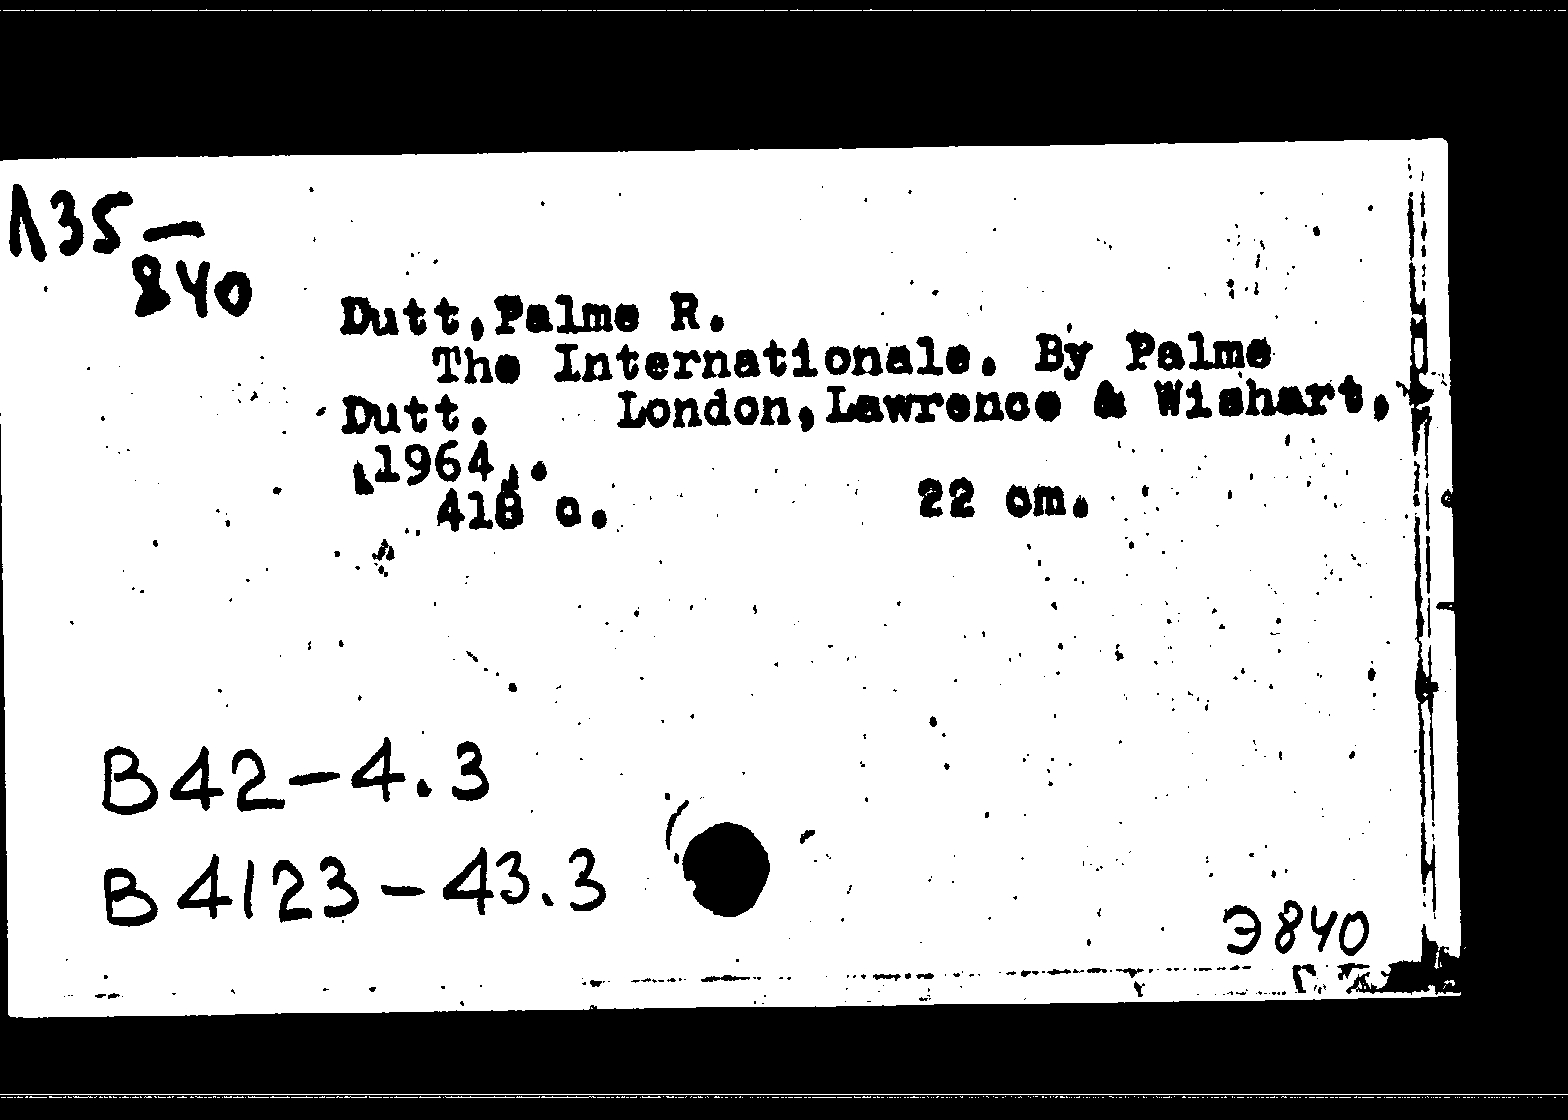 Л35—
840
Dutt, Palme R.
The Internationale. By Palme
Dutt. London, Lawrence & Wishart,
1964.
418 c. 22 cm.
B42-4.3
B4123-43.3
Э840